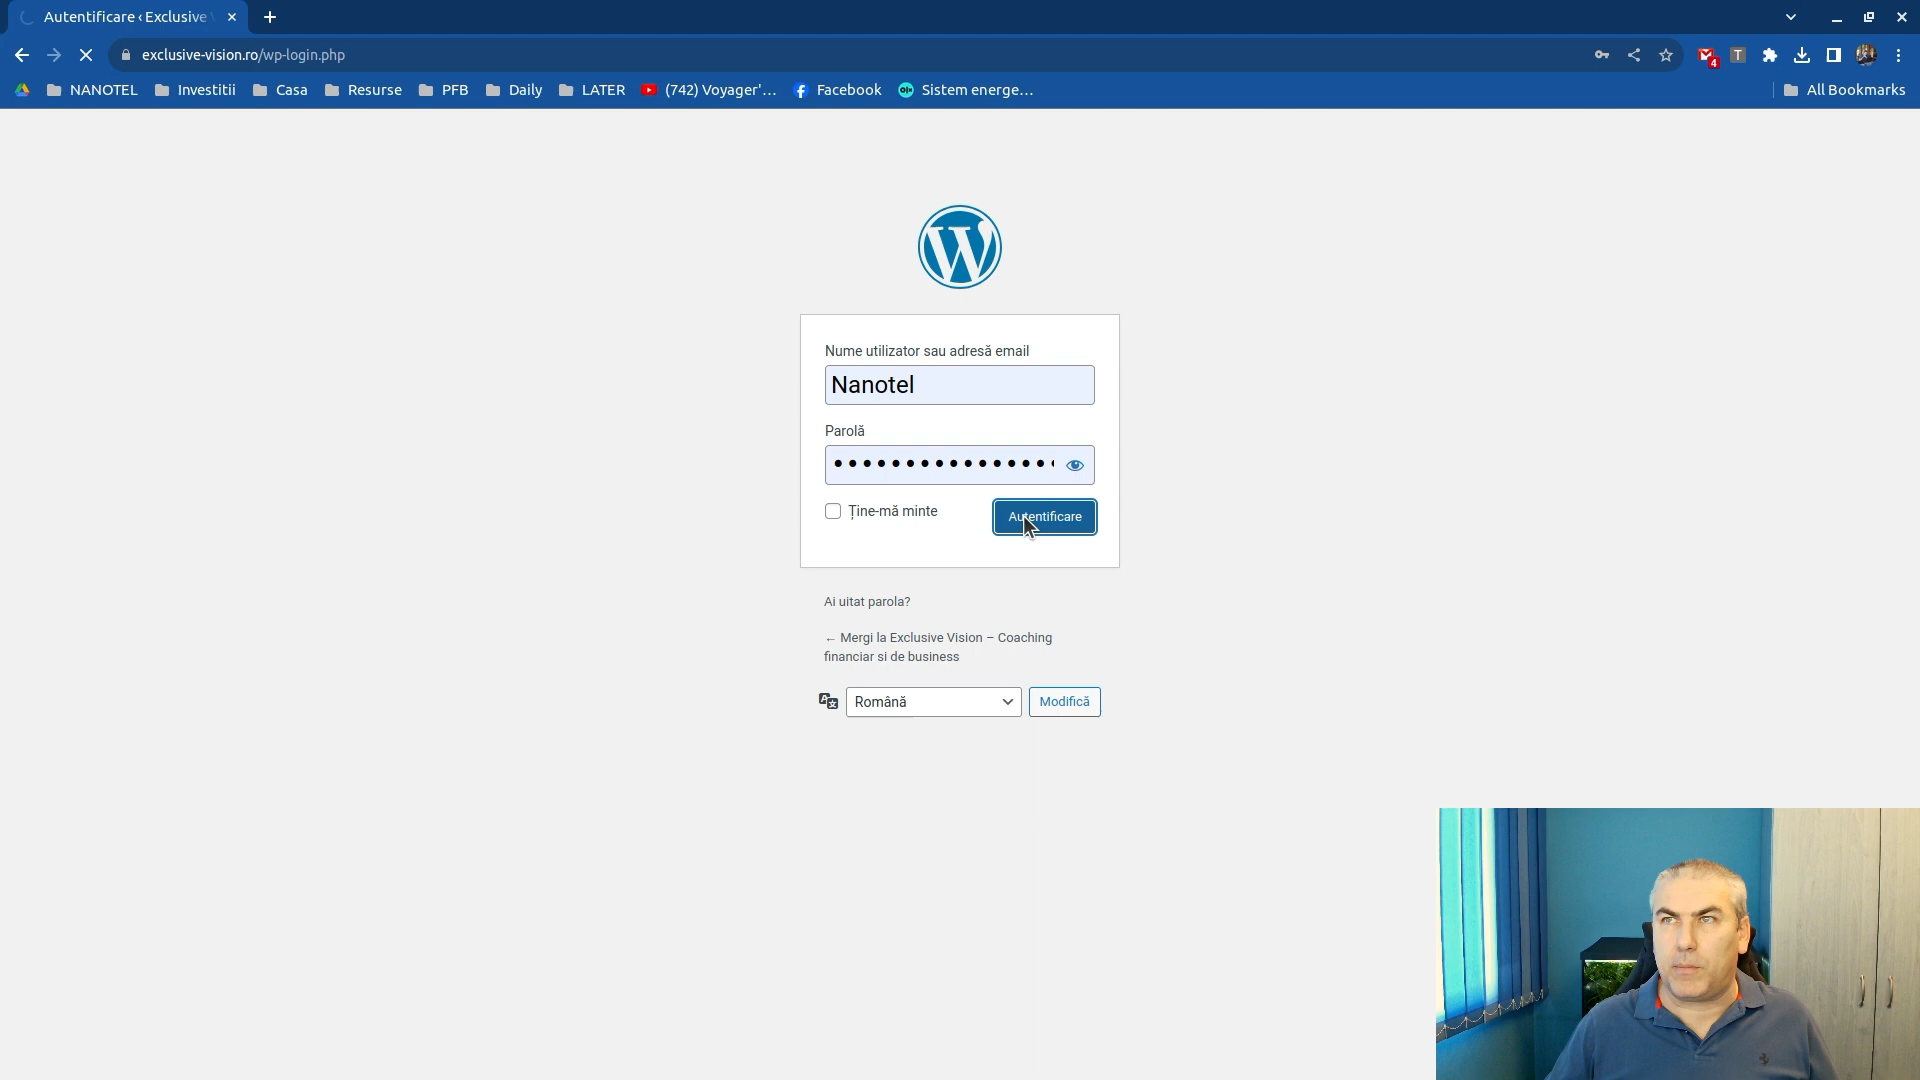 Autentificare ‹ Exclusive
exclusive-vision.ro/wp-login.php
4
T
NANOTEL
Investitii
Casa
Resurse
PFB
Daily
LATER
(742) Voyager'...
Facebook
Sistem energe...
All Bookmarks
Nume utilizator sau adresă email
Nanotel
Parolă
Ține-mă minte
Autentificare
Ai uitat parola?
← Mergi la Exclusive Vision – Coaching
financiar si de business
Română
Modifică